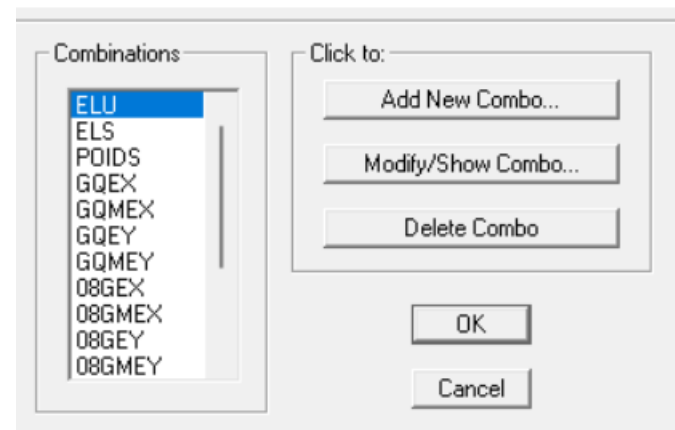 Combinations
ELU
ELS
POIDS
GQEX
GQMEX
GQEY
GQMEY
08GEX
08GMEX
08GEY
08GMEY
Click to:
Add New Combo...
Modify/Show Combo...
Delete Combo
OK
Cancel